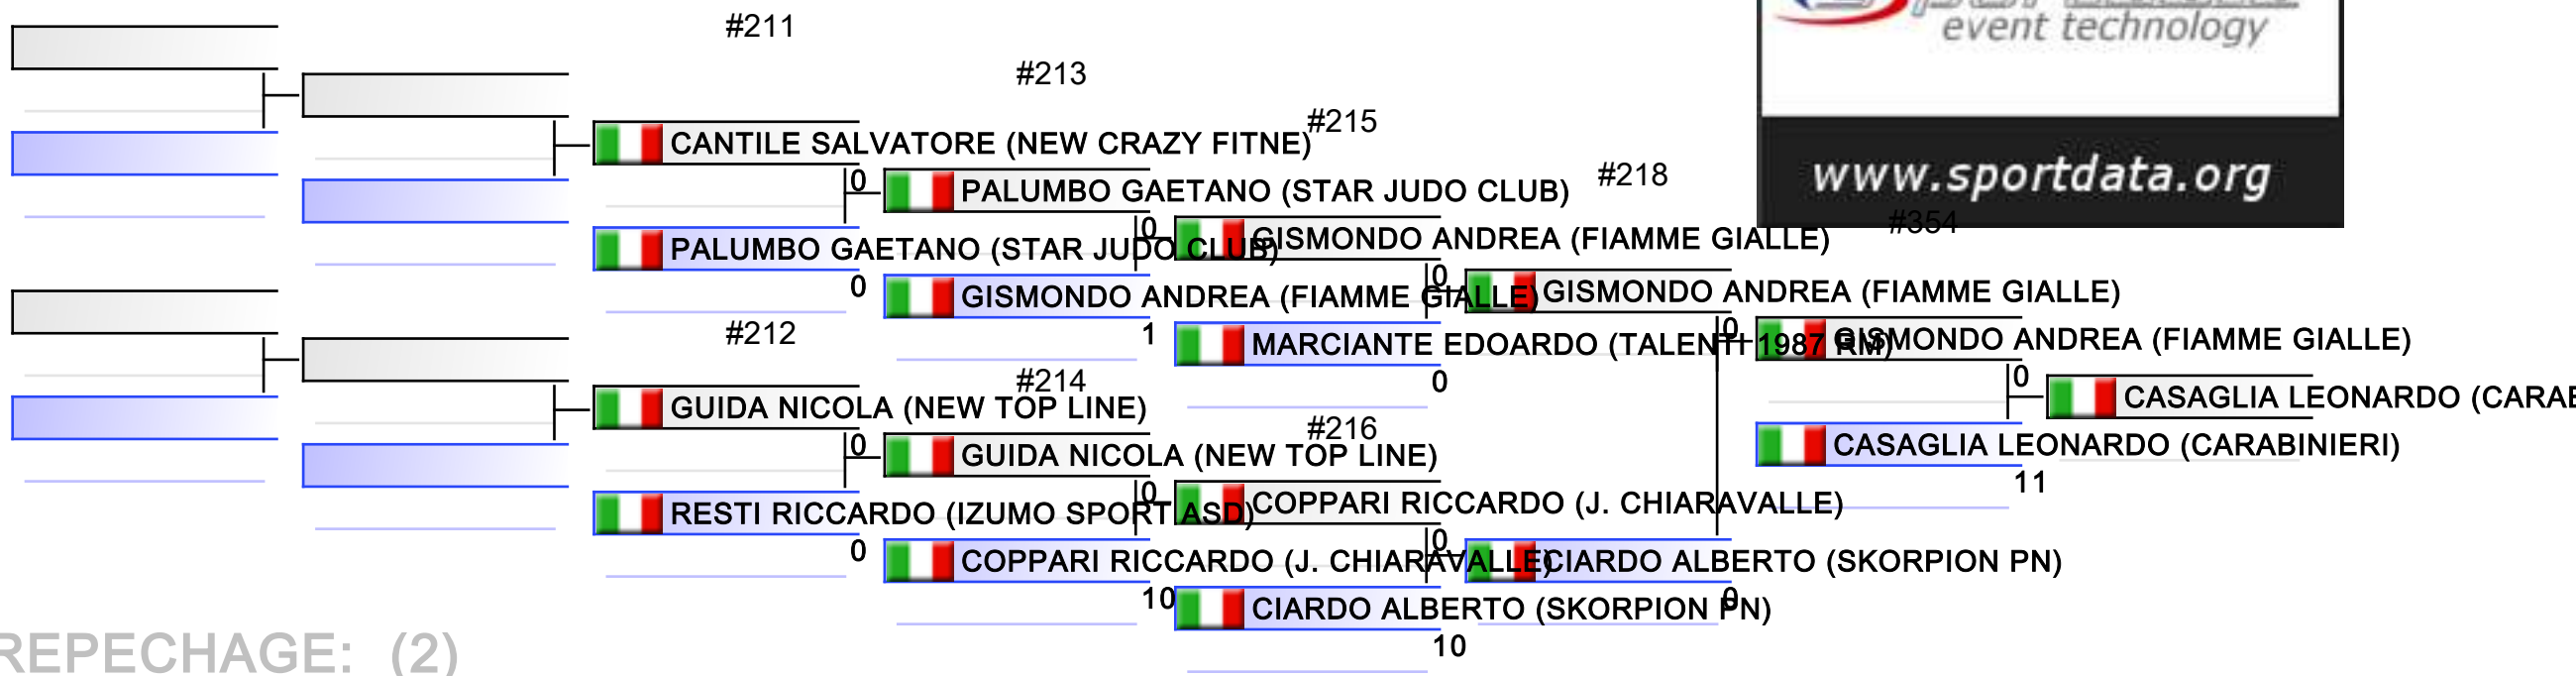 event technology
www.sportdata.org
#211
#213
#215
#218
#354
CANTILE SALVATORE (NEW CRAZY FITNE)
0
PALUMBO GAETANO (STAR JUDO CLUB)
0
PALUMBO GAETANO (STAR JUDO CLUB)
0
GISMONDO ANDREA (FIAMME GIALLE)
1
GISMONDO ANDREA (FIAMME GIALLE)
0
MARCIANTE EDOARDO (TALENTI 1987 RM)
0
GISMONDO ANDREA (FIAMME GIALLE)
0
GISMONDO ANDREA (FIAMME GIALLE)
0
CASAGLIA LEONARDO (CARAB
CASAGLIA LEONARDO (CARABINIERI)
11
#212
#214
#216
GUIDA NICOLA (NEW TOP LINE)
0
GUIDA NICOLA (NEW TOP LINE)
0
RESTI RICCARDO (IZUMO SPORT ASD)
0
COPPARI RICCARDO (J. CHIARAVALLE)
10
COPPARI RICCARDO (J. CHIARAVALLE)
0
CIARDO ALBERTO (SKORPION PN)
10
CIARDO ALBERTO (SKORPION PN)
0
REPECHAGE: (2)